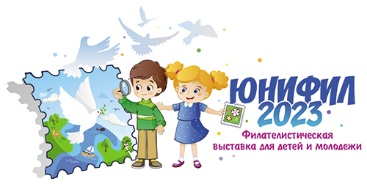 ЮНИФИЛ
2023
Филателистическая
выставка для детей и молодежи